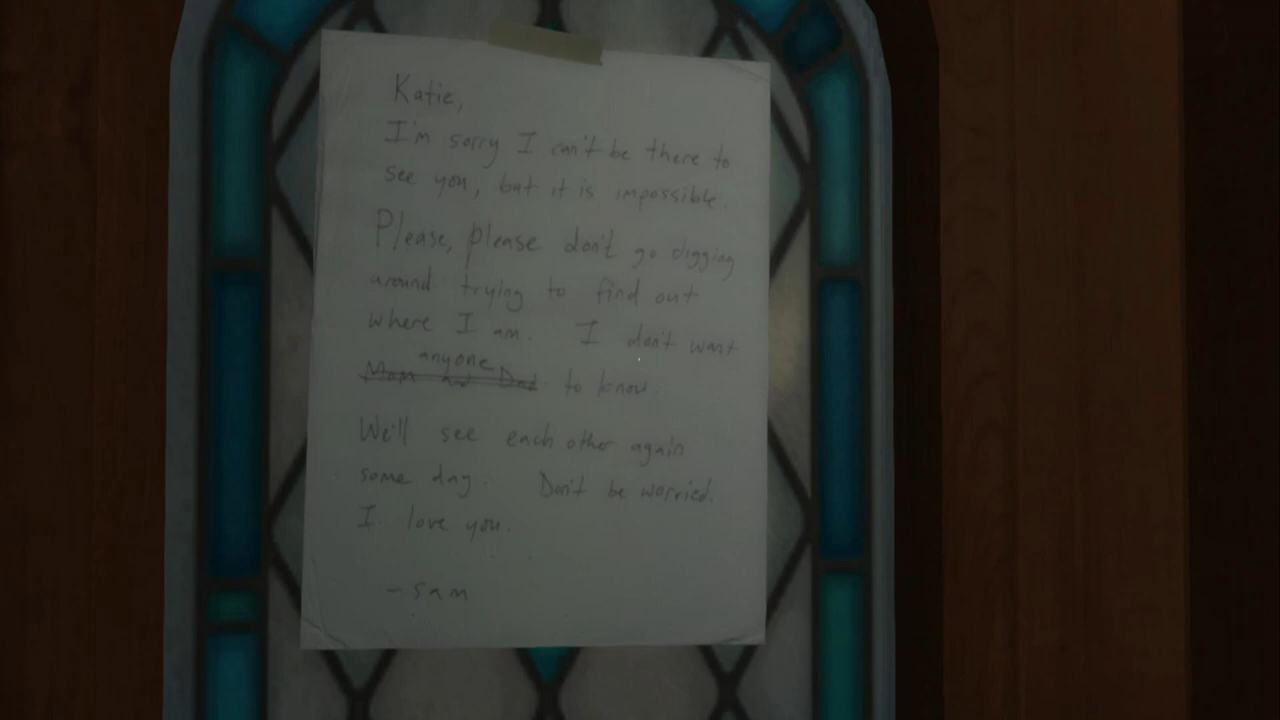 Katie,
I'm sorry I can't be there to
see you, but it is impossible.
Please, please don't go digging
around trying to find out
where I am. I don't want
anyone
Mom and Dad to know.
We'll see each other again
some day. Don't be worried.
I love you.
- Sam